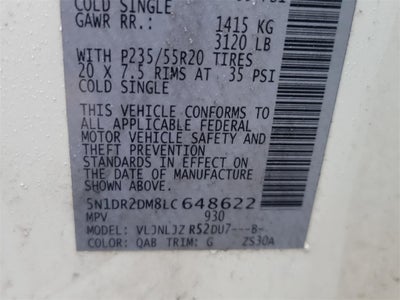 COLD SINGLE
GAWR RR: 1415 KG
3120 LB
WITH P235/55R20 TIRES
20 X 7.5 RIMS AT 35 PSI
COLD SINGLE
THIS VEHICLE CONFORMS TO
ALL APPLICABLE FEDERAL
MOTOR VEHICLE SAFETY AND
THEFT PREVENTION
STANDARDS IN EFFECT ON
THE DATE OF MANUFACTURE
SHOWN ABOVE
5N1DR2DM8LC648622
MPV 930
VLJNLJZ R52DU7---B-
COLOR: QAB TRIM: G ZS30A